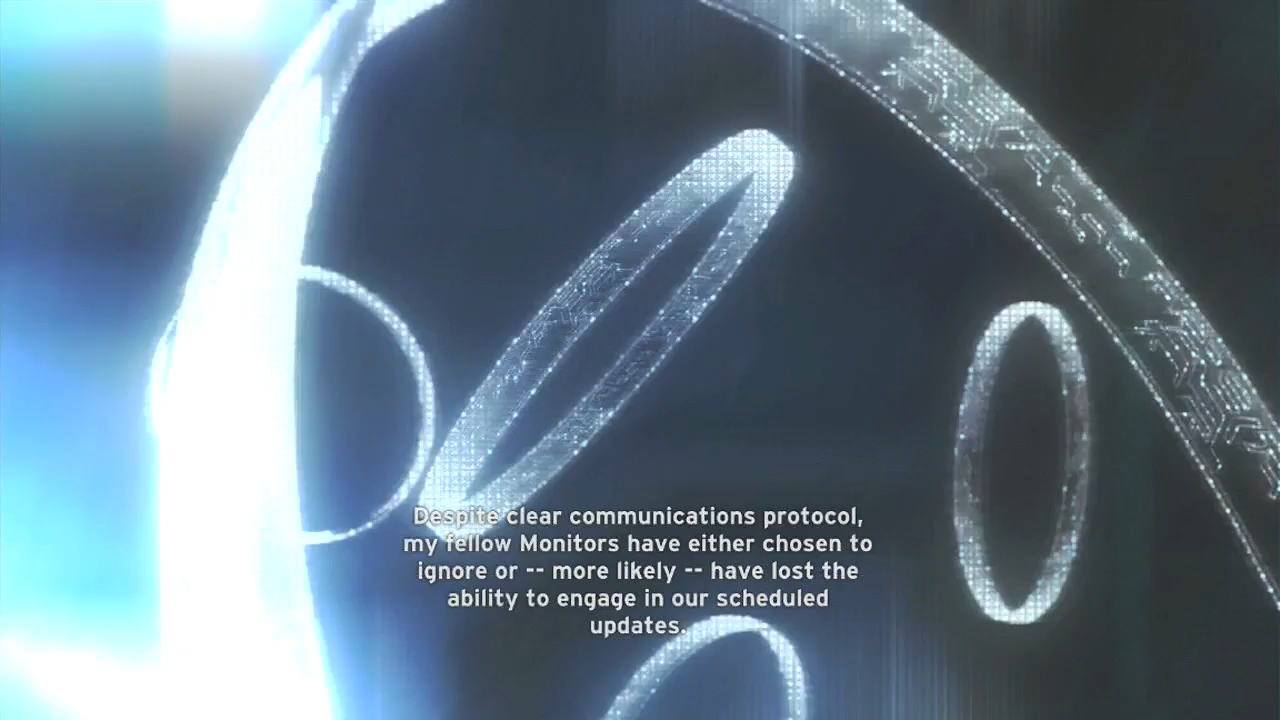 Despite clear communications protocol,
my fellow Monitors have either chosen to
ignore or -- more likely -- have lost the
ability to engage in our scheduled
updates.